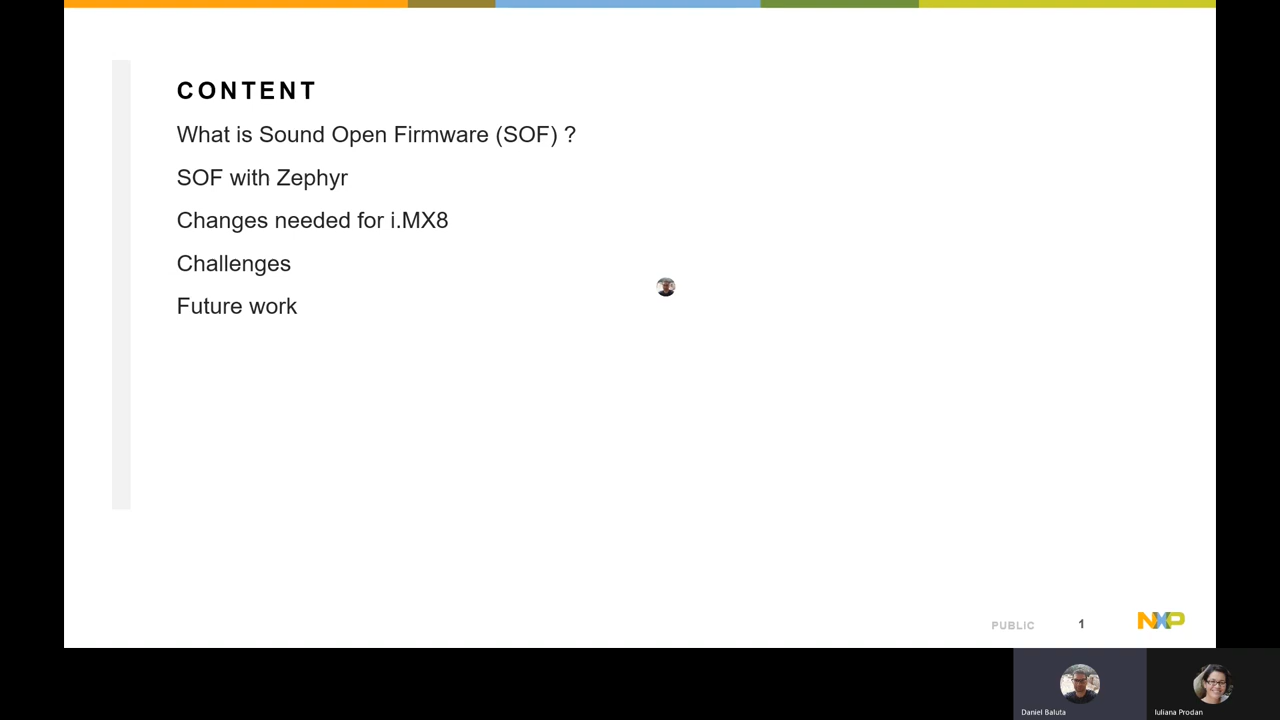 CONTENT
What is Sound Open Firmware (SOF) ?
SOF with Zephyr
Changes needed for i.MX8
Challenges
Future work
PUBLIC 1 NXP
Daniel Baluta
Iuliana Prodan